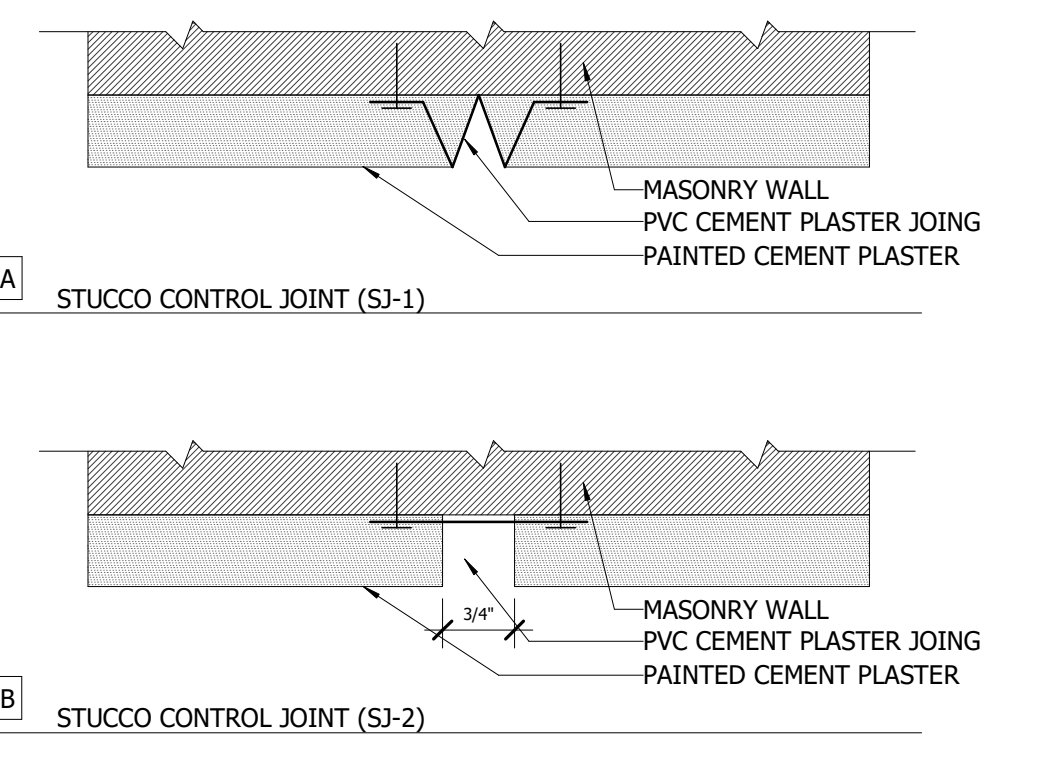 MASONRY WALL
PVC CEMENT PLASTER JOING
PAINTED CEMENT PLASTER
A
STUCCO CONTROL JOINT (SJ-1)
3/4"
MASONRY WALL
PVC CEMENT PLASTER JOING
PAINTED CEMENT PLASTER
B
STUCCO CONTROL JOINT (SJ-2)